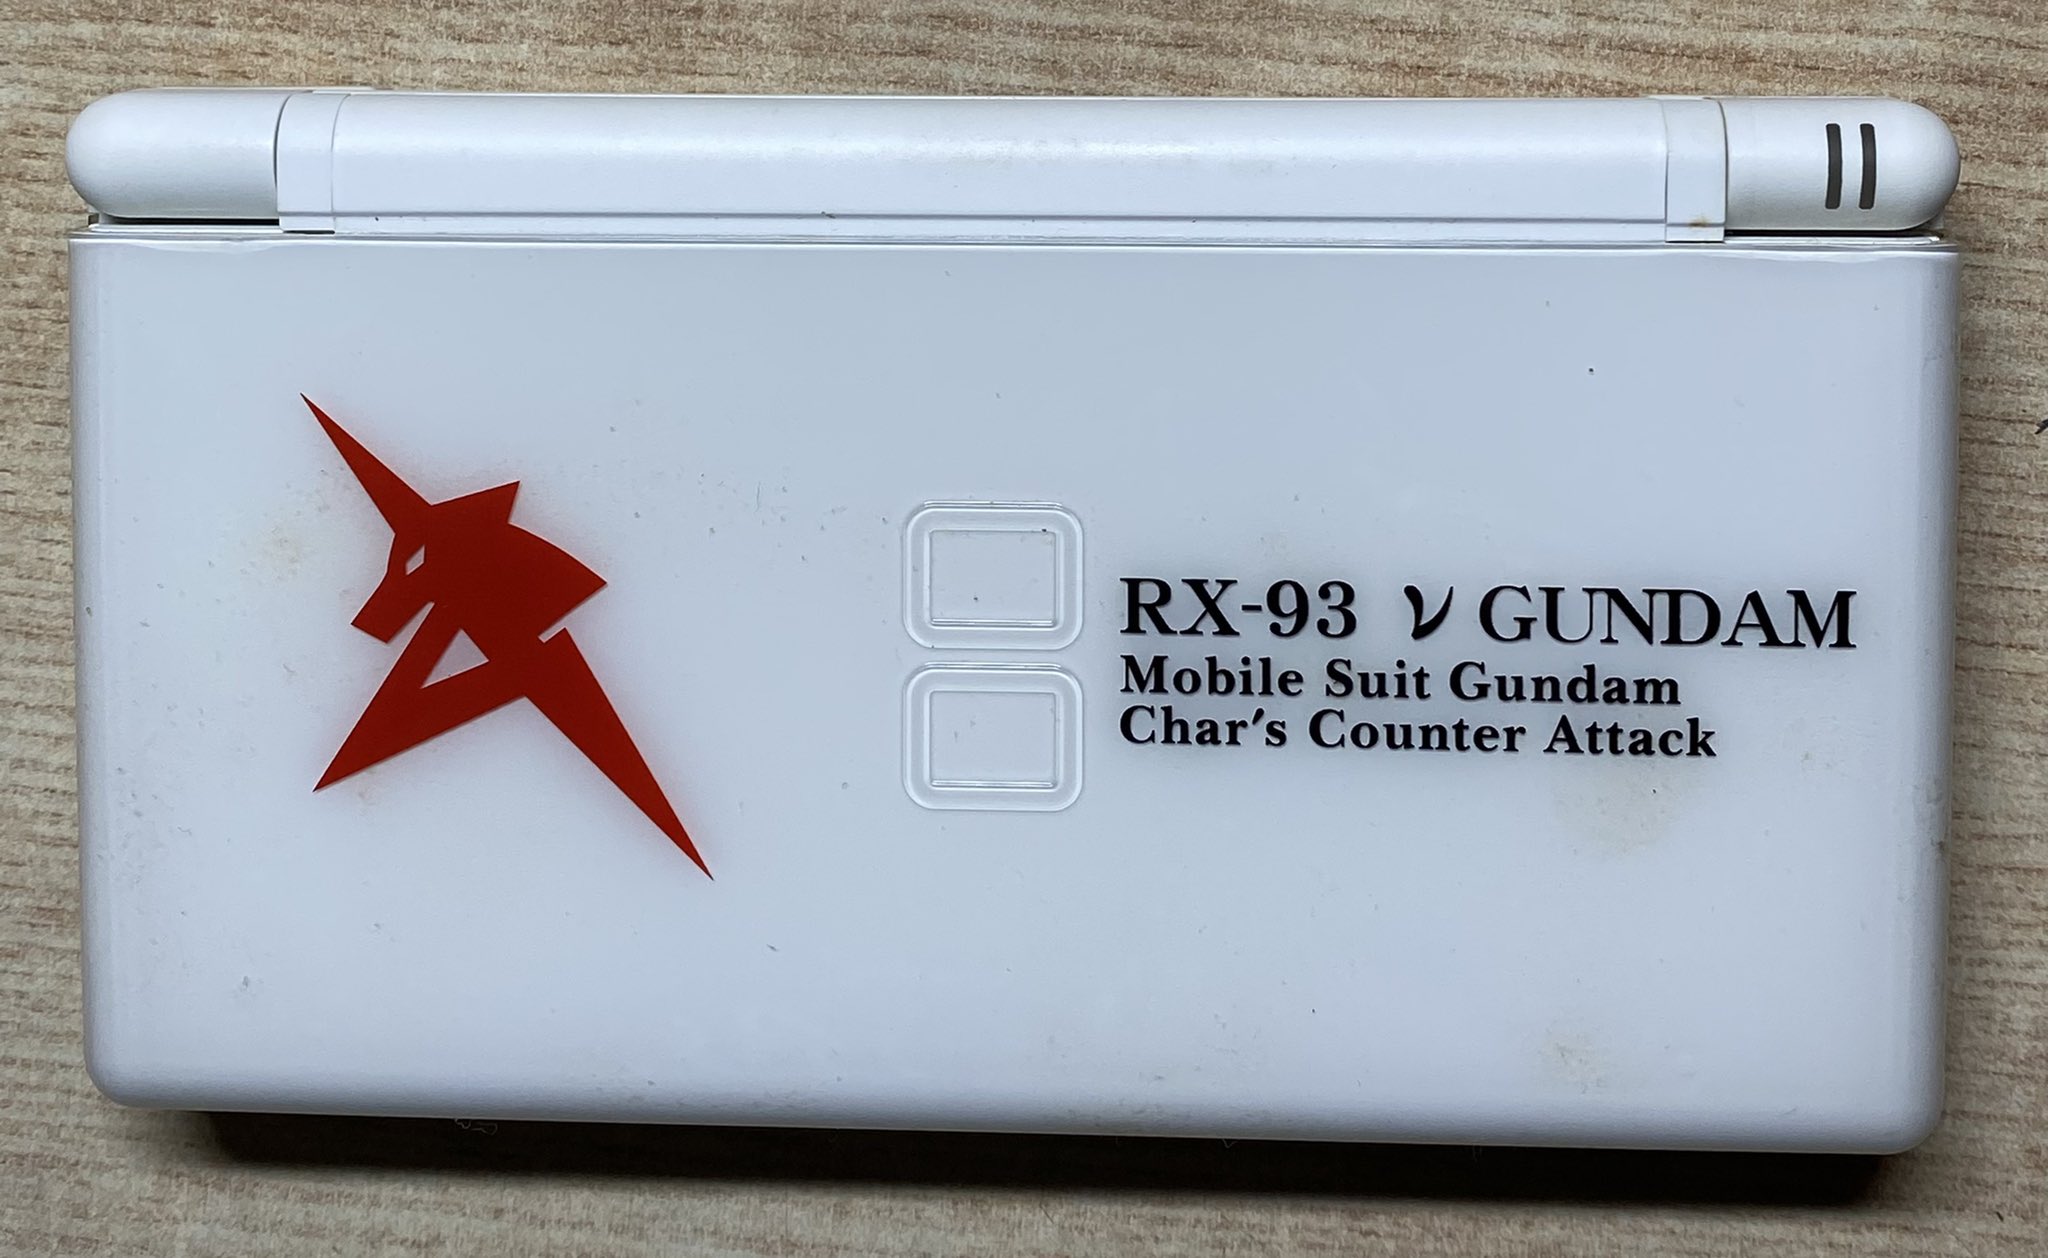 RX-93 ν GUNDAM
Mobile Suit Gundam
Char's Counter Attack